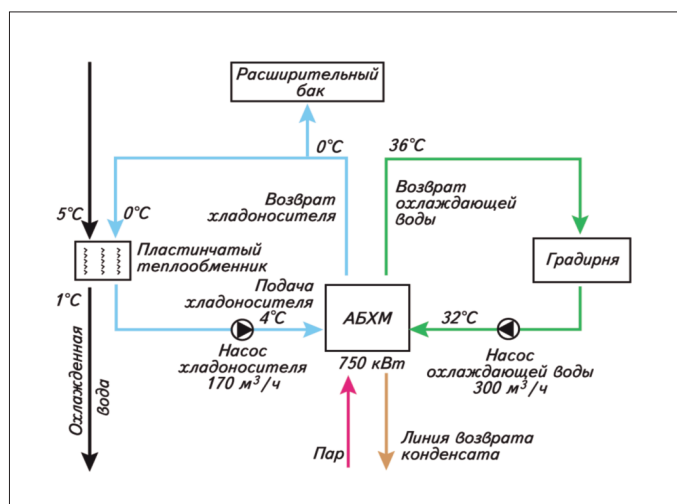 Расширительный
бак
0°C
36°C
Возврат
хладоносителя
Возврат
охлаждающей
воды
5°C
0°C
Пластинчатый
теплообменник
Градирня
1°C
Подача
хладоносителя
4°C
АБХМ
32°C
Насос
хладоносителя
170 м³/ч
750 кВт
Насос
охлаждающей воды
300 м³/ч
Охлажденная
вода
Пар
Линия возврата
конденсата